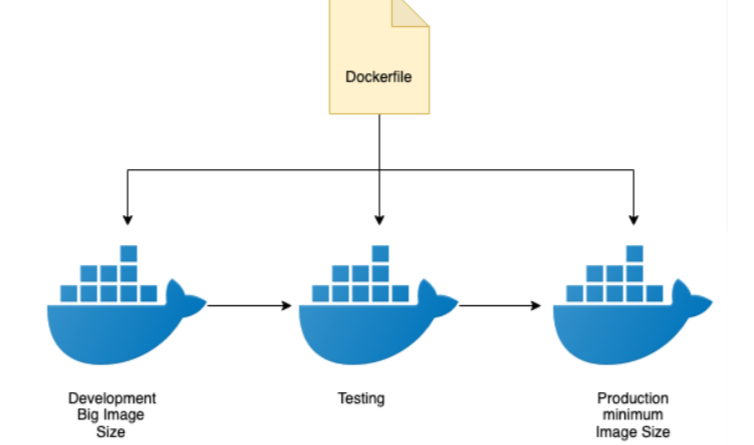 Dockerfile
Development
Big Image
Size
Testing
Production
minimum
Image Size